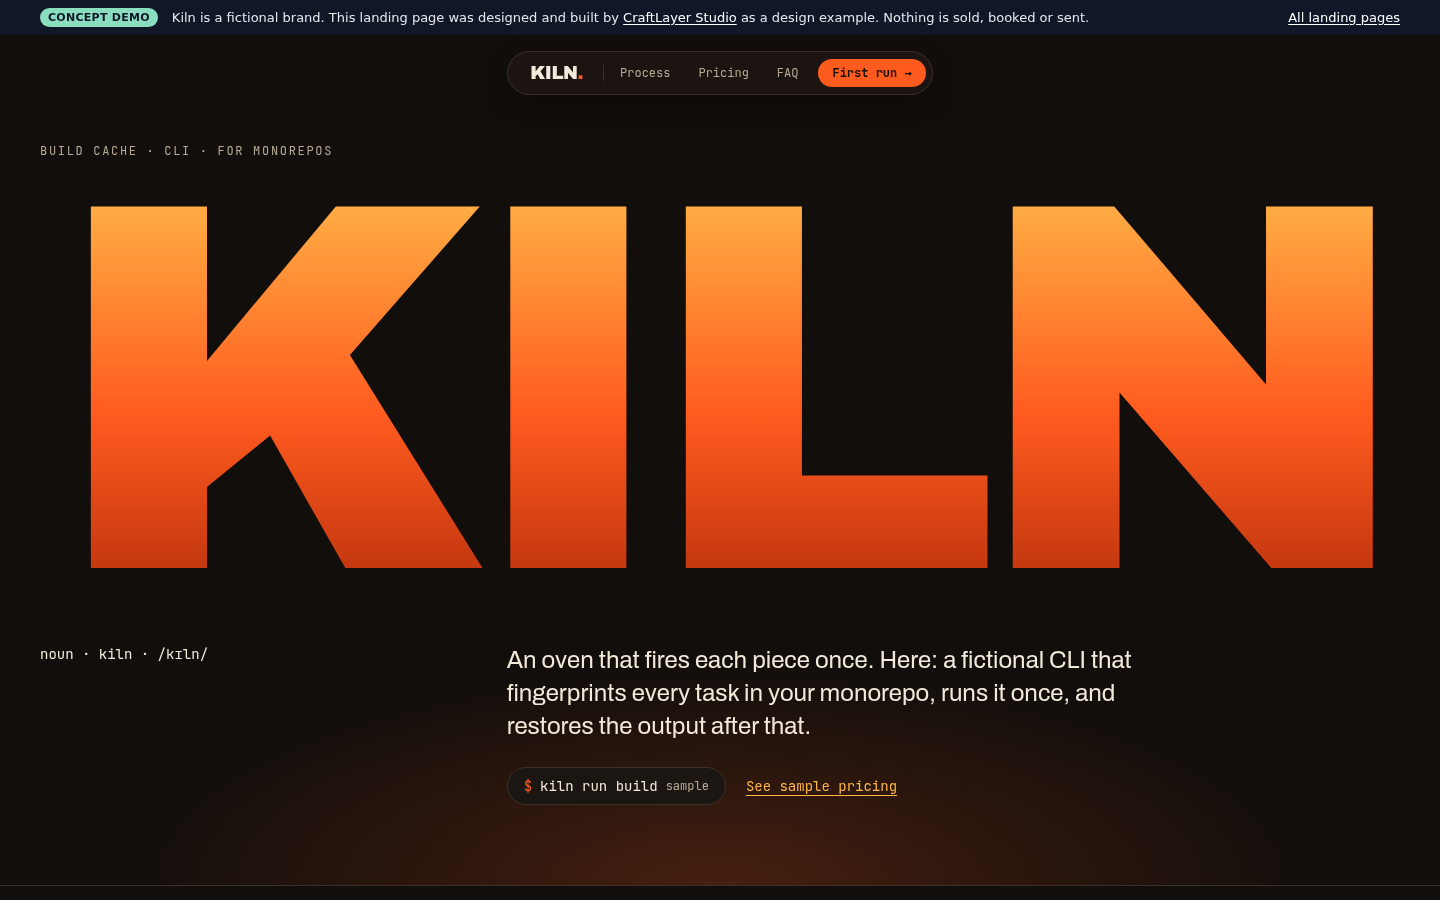 CONCEPT DEMO Kiln is a fictional brand. This landing page was designed and built by CraftLayer Studio as a design example. Nothing is sold, booked or sent. All landing pages
KILN. Process Pricing FAQ First run →
BUILD CACHE · CLI · FOR MONOREPOS
KILN
noun · kiln · /kɪln/
An oven that fires each piece once. Here: a fictional CLI that
fingerprints every task in your monorepo, runs it once, and
restores the output after that.
$ kiln run build sample See sample pricing